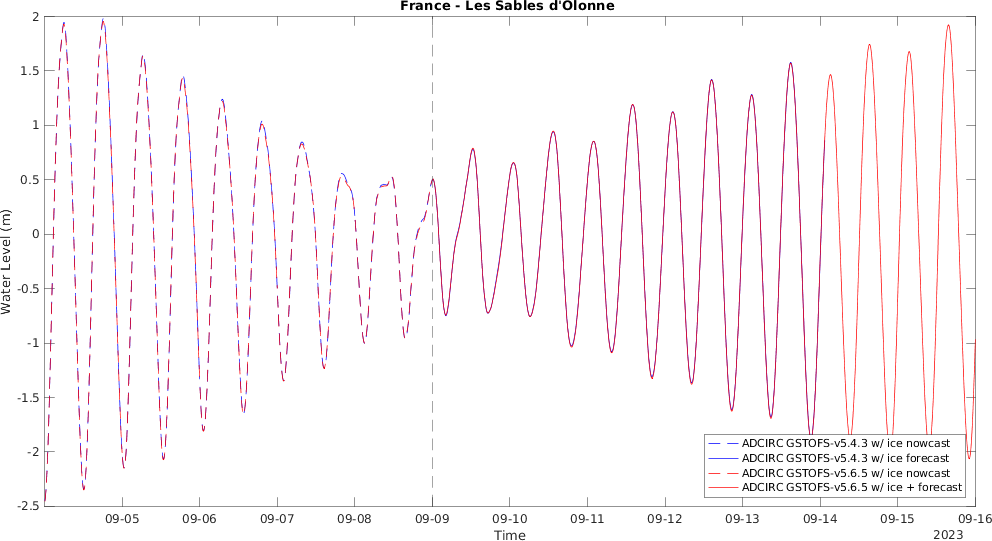 France - Les Sables d'Olonne
Water Level (m)
2
1.5
1
0.5
0
-0.5
-1
-1.5
-2
-2.5
ADCIRC GSTOFS-v5.4.3 w/ ice nowcast
ADCIRC GSTOFS-v5.4.3 w/ ice forecast
ADCIRC GSTOFS-v5.6.5 w/ ice nowcast
ADCIRC GSTOFS-v5.6.5 w/ ice + forecast
09-05 09-06 09-07 09-08 09-09 09-10 09-11 09-12 09-13 09-14 09-15 09-16
Time
2023